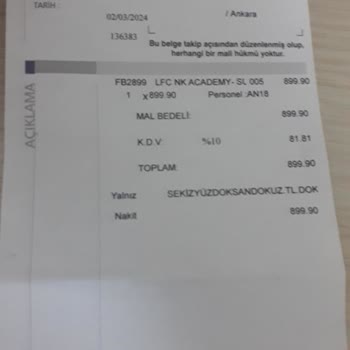 TARİH :
02/03/2024 / Ankara
136383
Bu belge takip açısından düzenlenmiş olup,
herhangi bir mali hükmü yoktur.
AÇIKLAMA
FB2899 LFC NK ACADEMY- SL 005 899.90
1 x899.90 Personel :AN18
MAL BEDELİ: 899.90
K.D.V: %10 81.81
TOPLAM: 899.90
Yalnız SEKİZYÜZDOKSANDOKUZ.TL.DOK
Nakit 899.90